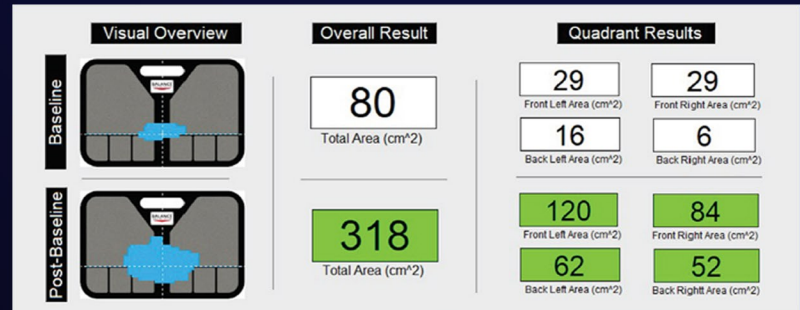 Visual Overview
Overall Result
Quadrant Results
Baseline
80
Total Area (cm^2)
29
Front Left Area (cm^2)
29
Front Right Area (cm^2)
16
Back Left Area (cm^2)
6
Back Right Area (cm^2)
Post-Baseline
318
Total Area (cm^2)
120
Front Left Area (cm^2)
84
Front Right Area (cm^2)
62
Back Left Area (cm^2)
52
Back Rightt Area (cm^2)